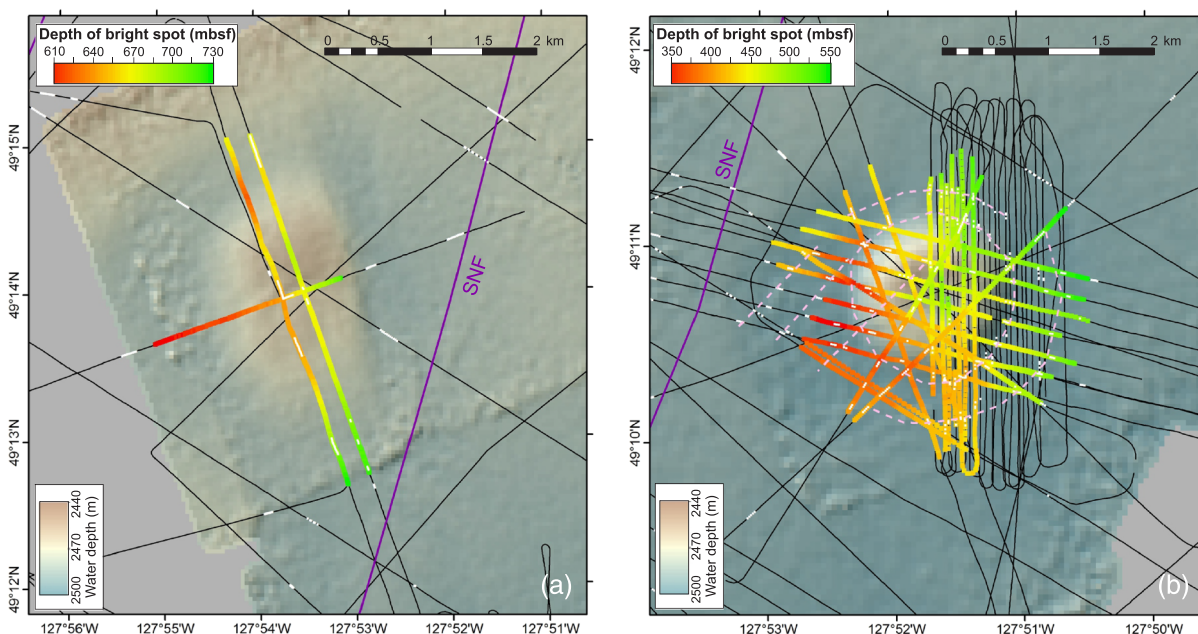 Depth of bright spot (mbsf)
610 640 670 700 730
0 0.5 1 1.5 2 km
49°15'N
49°14'N
49°13'N
49°12'N
SNF
2440
2470
2500
Water depth (m)
(a)
127°56'W 127°55'W 127°54'W 127°53'W 127°52'W 127°51'W
Depth of bright spot (mbsf)
350 400 450 500 550
0 0.5 1 1.5 2 km
49°12'N
49°11'N
49°10'N
SNF
2440
2470
2500
Water depth (m)
(b)
127°53'W 127°52'W 127°51'W 127°50'W